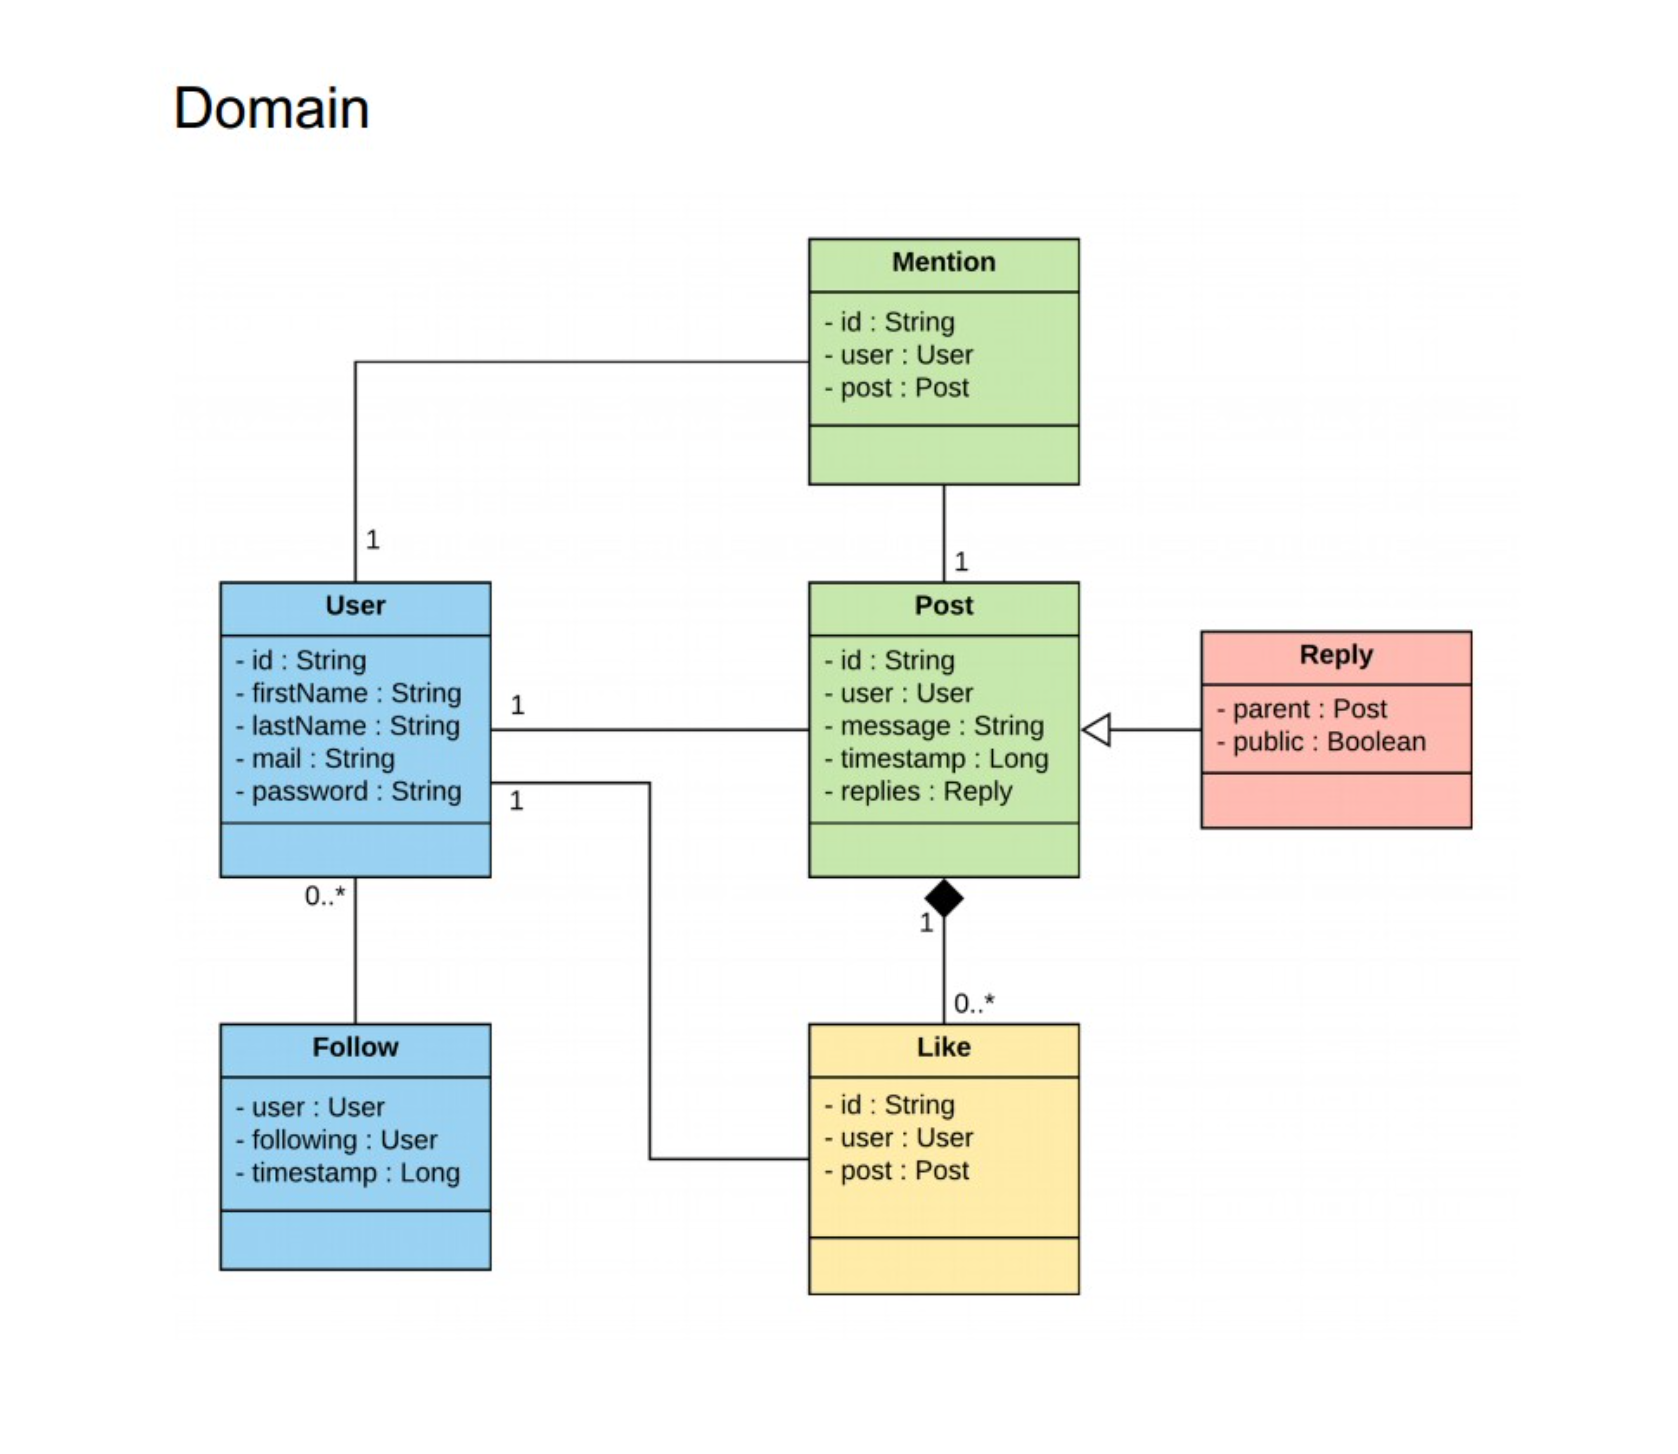 Domain
Mention
- id : String
- user : User
- post : Post
1
1
User
- id : String
- firstName : String
- lastName : String
- mail : String
- password : String
1
1
0..*
Post
- id : String
- user : User
- message : String
- timestamp : Long
- replies : Reply
Reply
- parent : Post
- public : Boolean
1
0..*
Follow
- user : User
- following : User
- timestamp : Long
Like
- id : String
- user : User
- post : Post